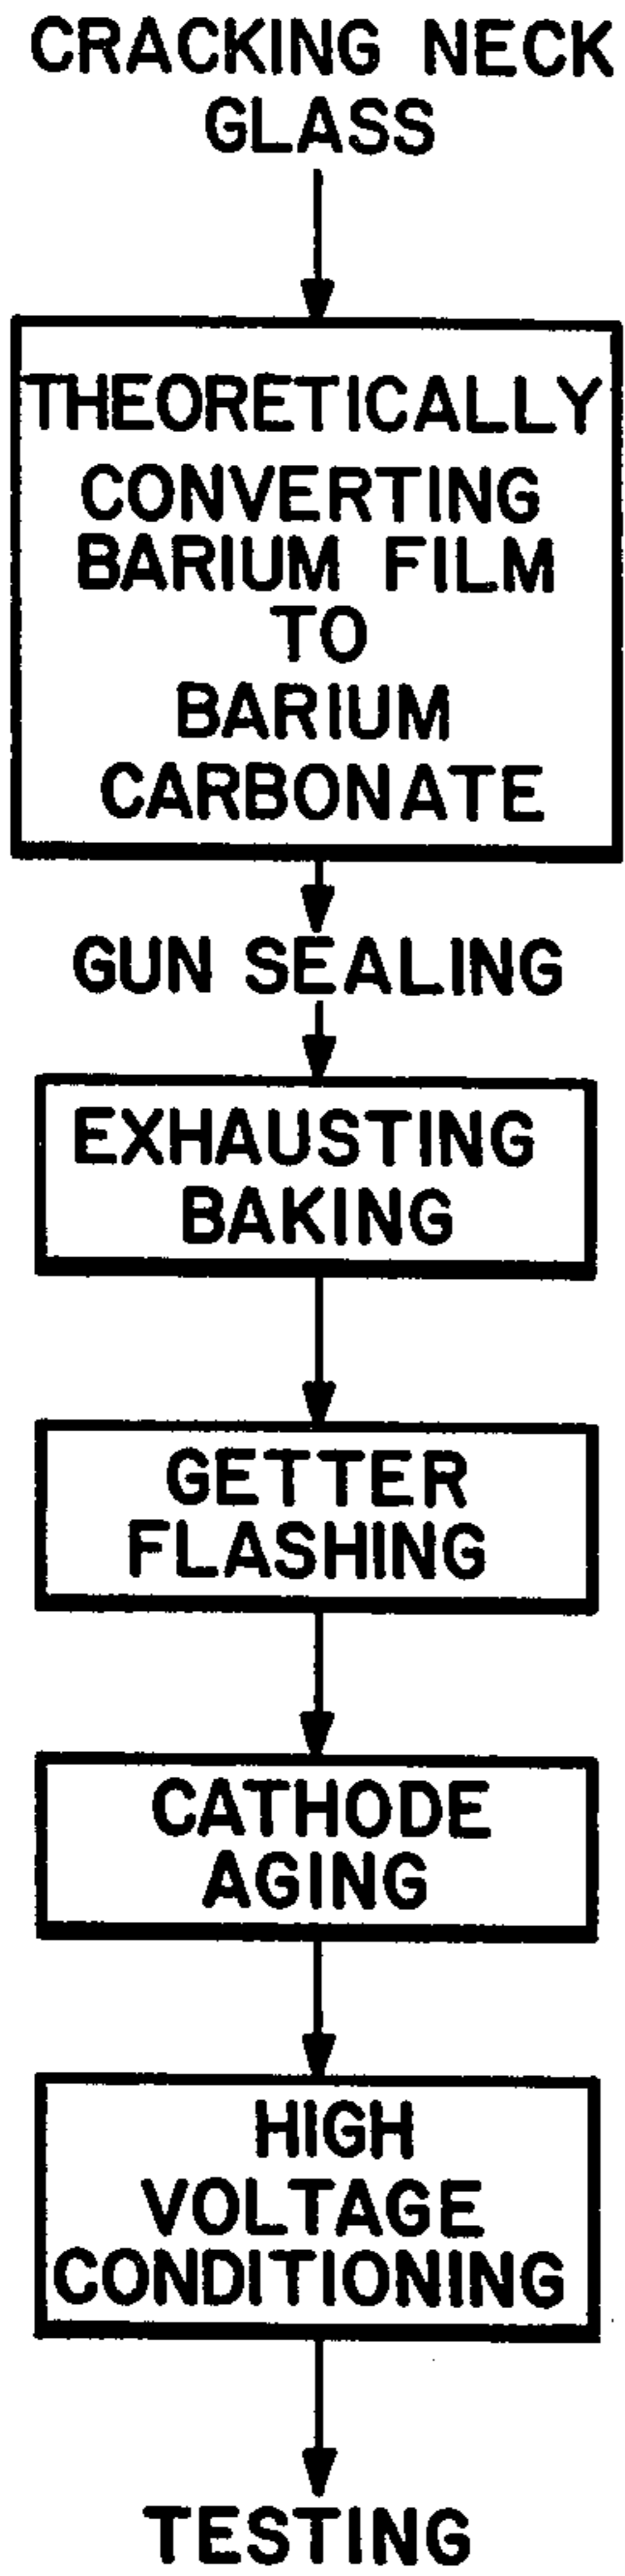 CRACKING NECK
GLASS
THEORETICALLY
CONVERTING
BARIUM FILM
TO
BARIUM
CARBONATE
GUN SEALING
EXHAUSTING
BAKING
GETTER
FLASHING
CATHODE
AGING
HIGH
VOLTAGE
CONDITIONING
TESTING